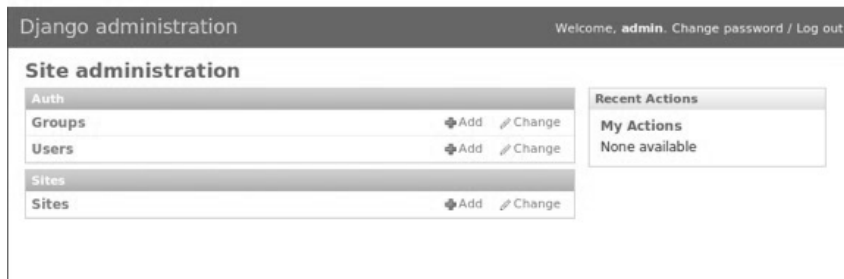 Django administration
Welcome, admin. Change password / Log out
Site administration
Auth
Groups Add Change
Users Add Change
Sites
Sites Add Change
Recent Actions
My Actions
None available